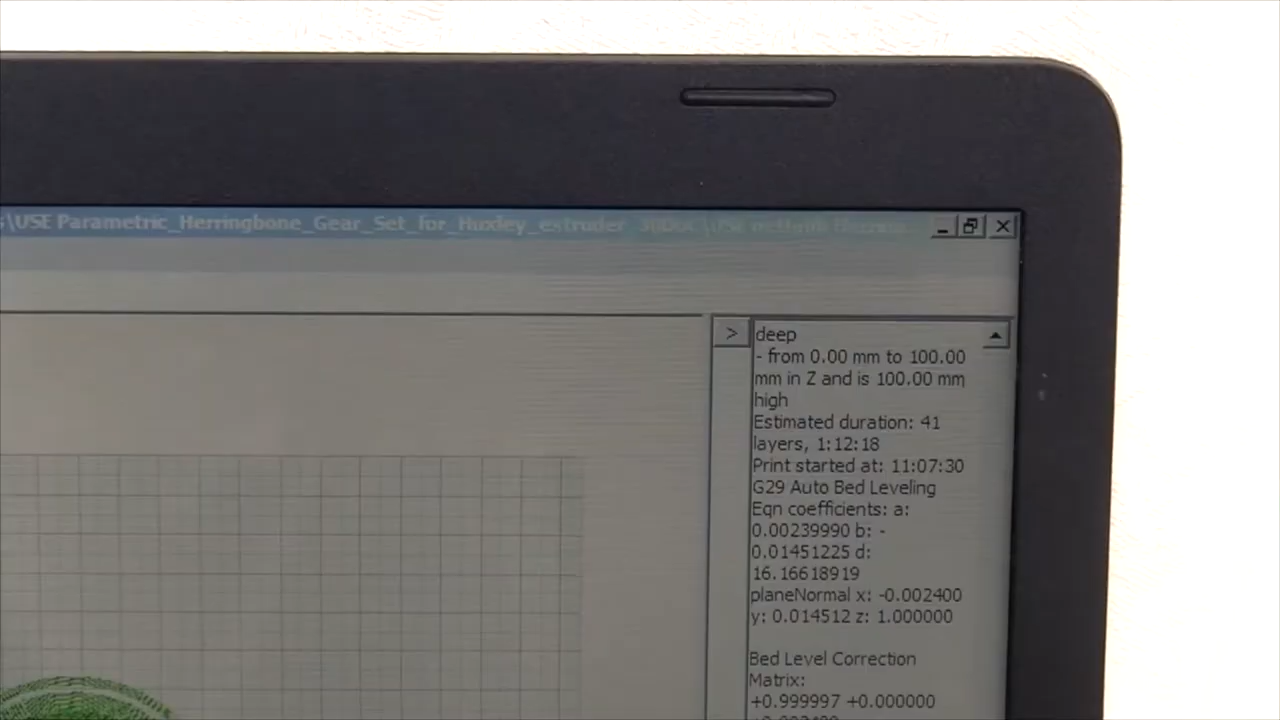 \USE Parametric_Herringbone_Gear_Set_for_Huxley_extruder
>
deep
- from 0.00 mm to 100.00
mm in Z and is 100.00 mm
high
Estimated duration: 41
layers, 1:12:18
Print started at: 11:07:30
G29 Auto Bed Leveling
Eqn coefficients: a:
0.00239990 b: -
0.01451225 d:
16.16618919
planeNormal x: -0.002400
y: 0.014512 z: 1.000000
Bed Level Correction
Matrix:
+0.999997 +0.000000